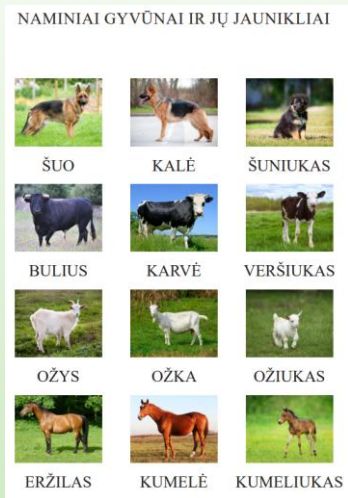 NAMINIAI GYVŪNAI IR JŲ JAUNIKLIAI
ŠUO KALĖ ŠUNIUKAS
BULIUS KARVĖ VERŠIUKAS
OŽYS OŽKA OŽIUKAS
ERŽILAS KUMELĖ KUMELIUKAS